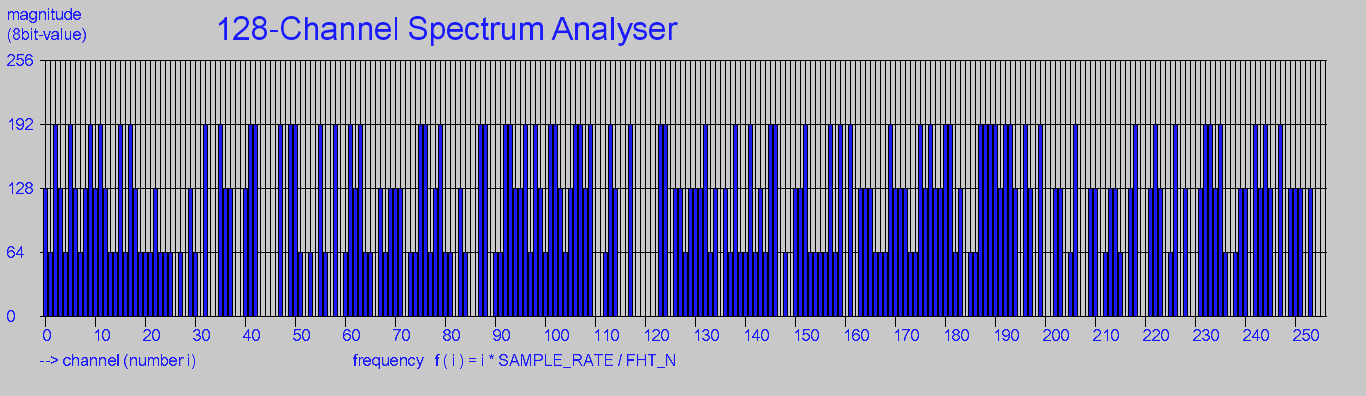 magnitude
(8bit-value)
128-Channel Spectrum Analyser
256
192
128
64
0
0 10 20 30 40 50 60 70 80 90 100 110 120 130 140 150 160 170 180 190 200 210 220 230 240 250
--> channel (number i)
frequency f ( i ) = i * SAMPLE_RATE / FHT_N